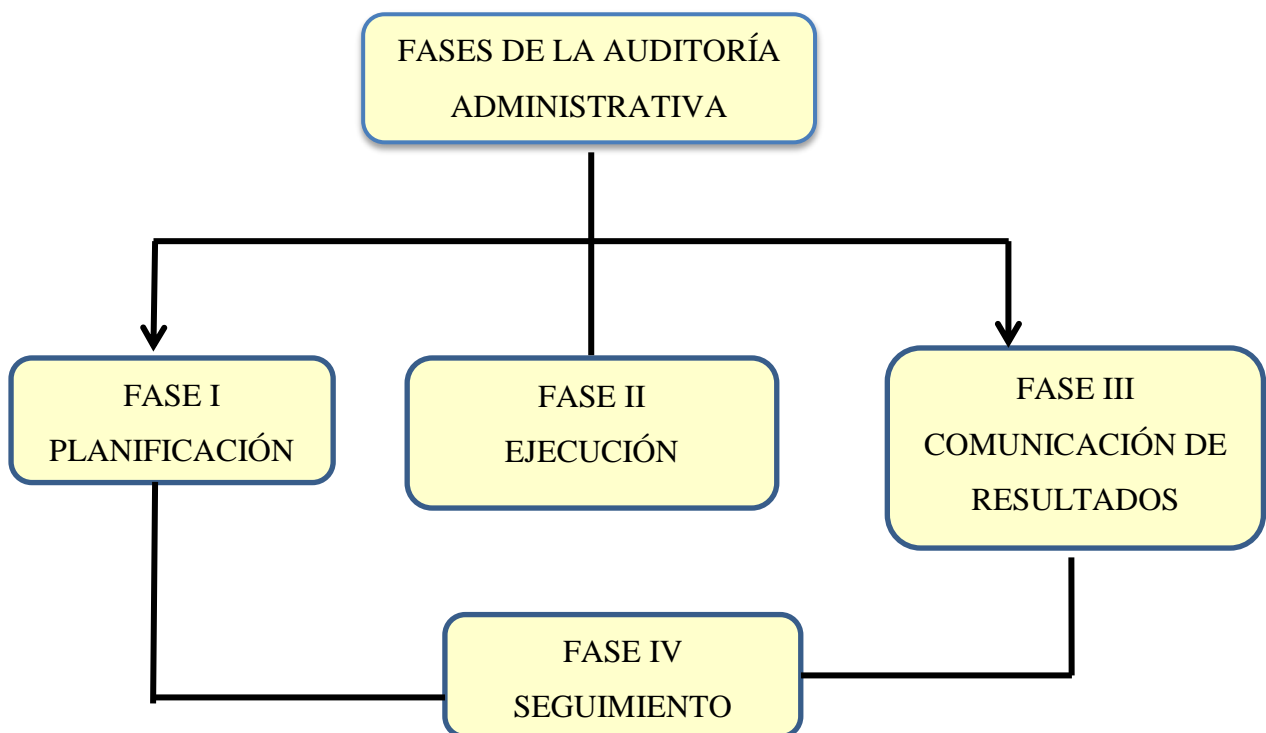 FASES DE LA AUDITORÍA
ADMINISTRATIVA
FASE I
PLANIFICACIÓN
FASE II
EJECUCIÓN
FASE III
COMUNICACIÓN DE
RESULTADOS
FASE IV
SEGUIMIENTO